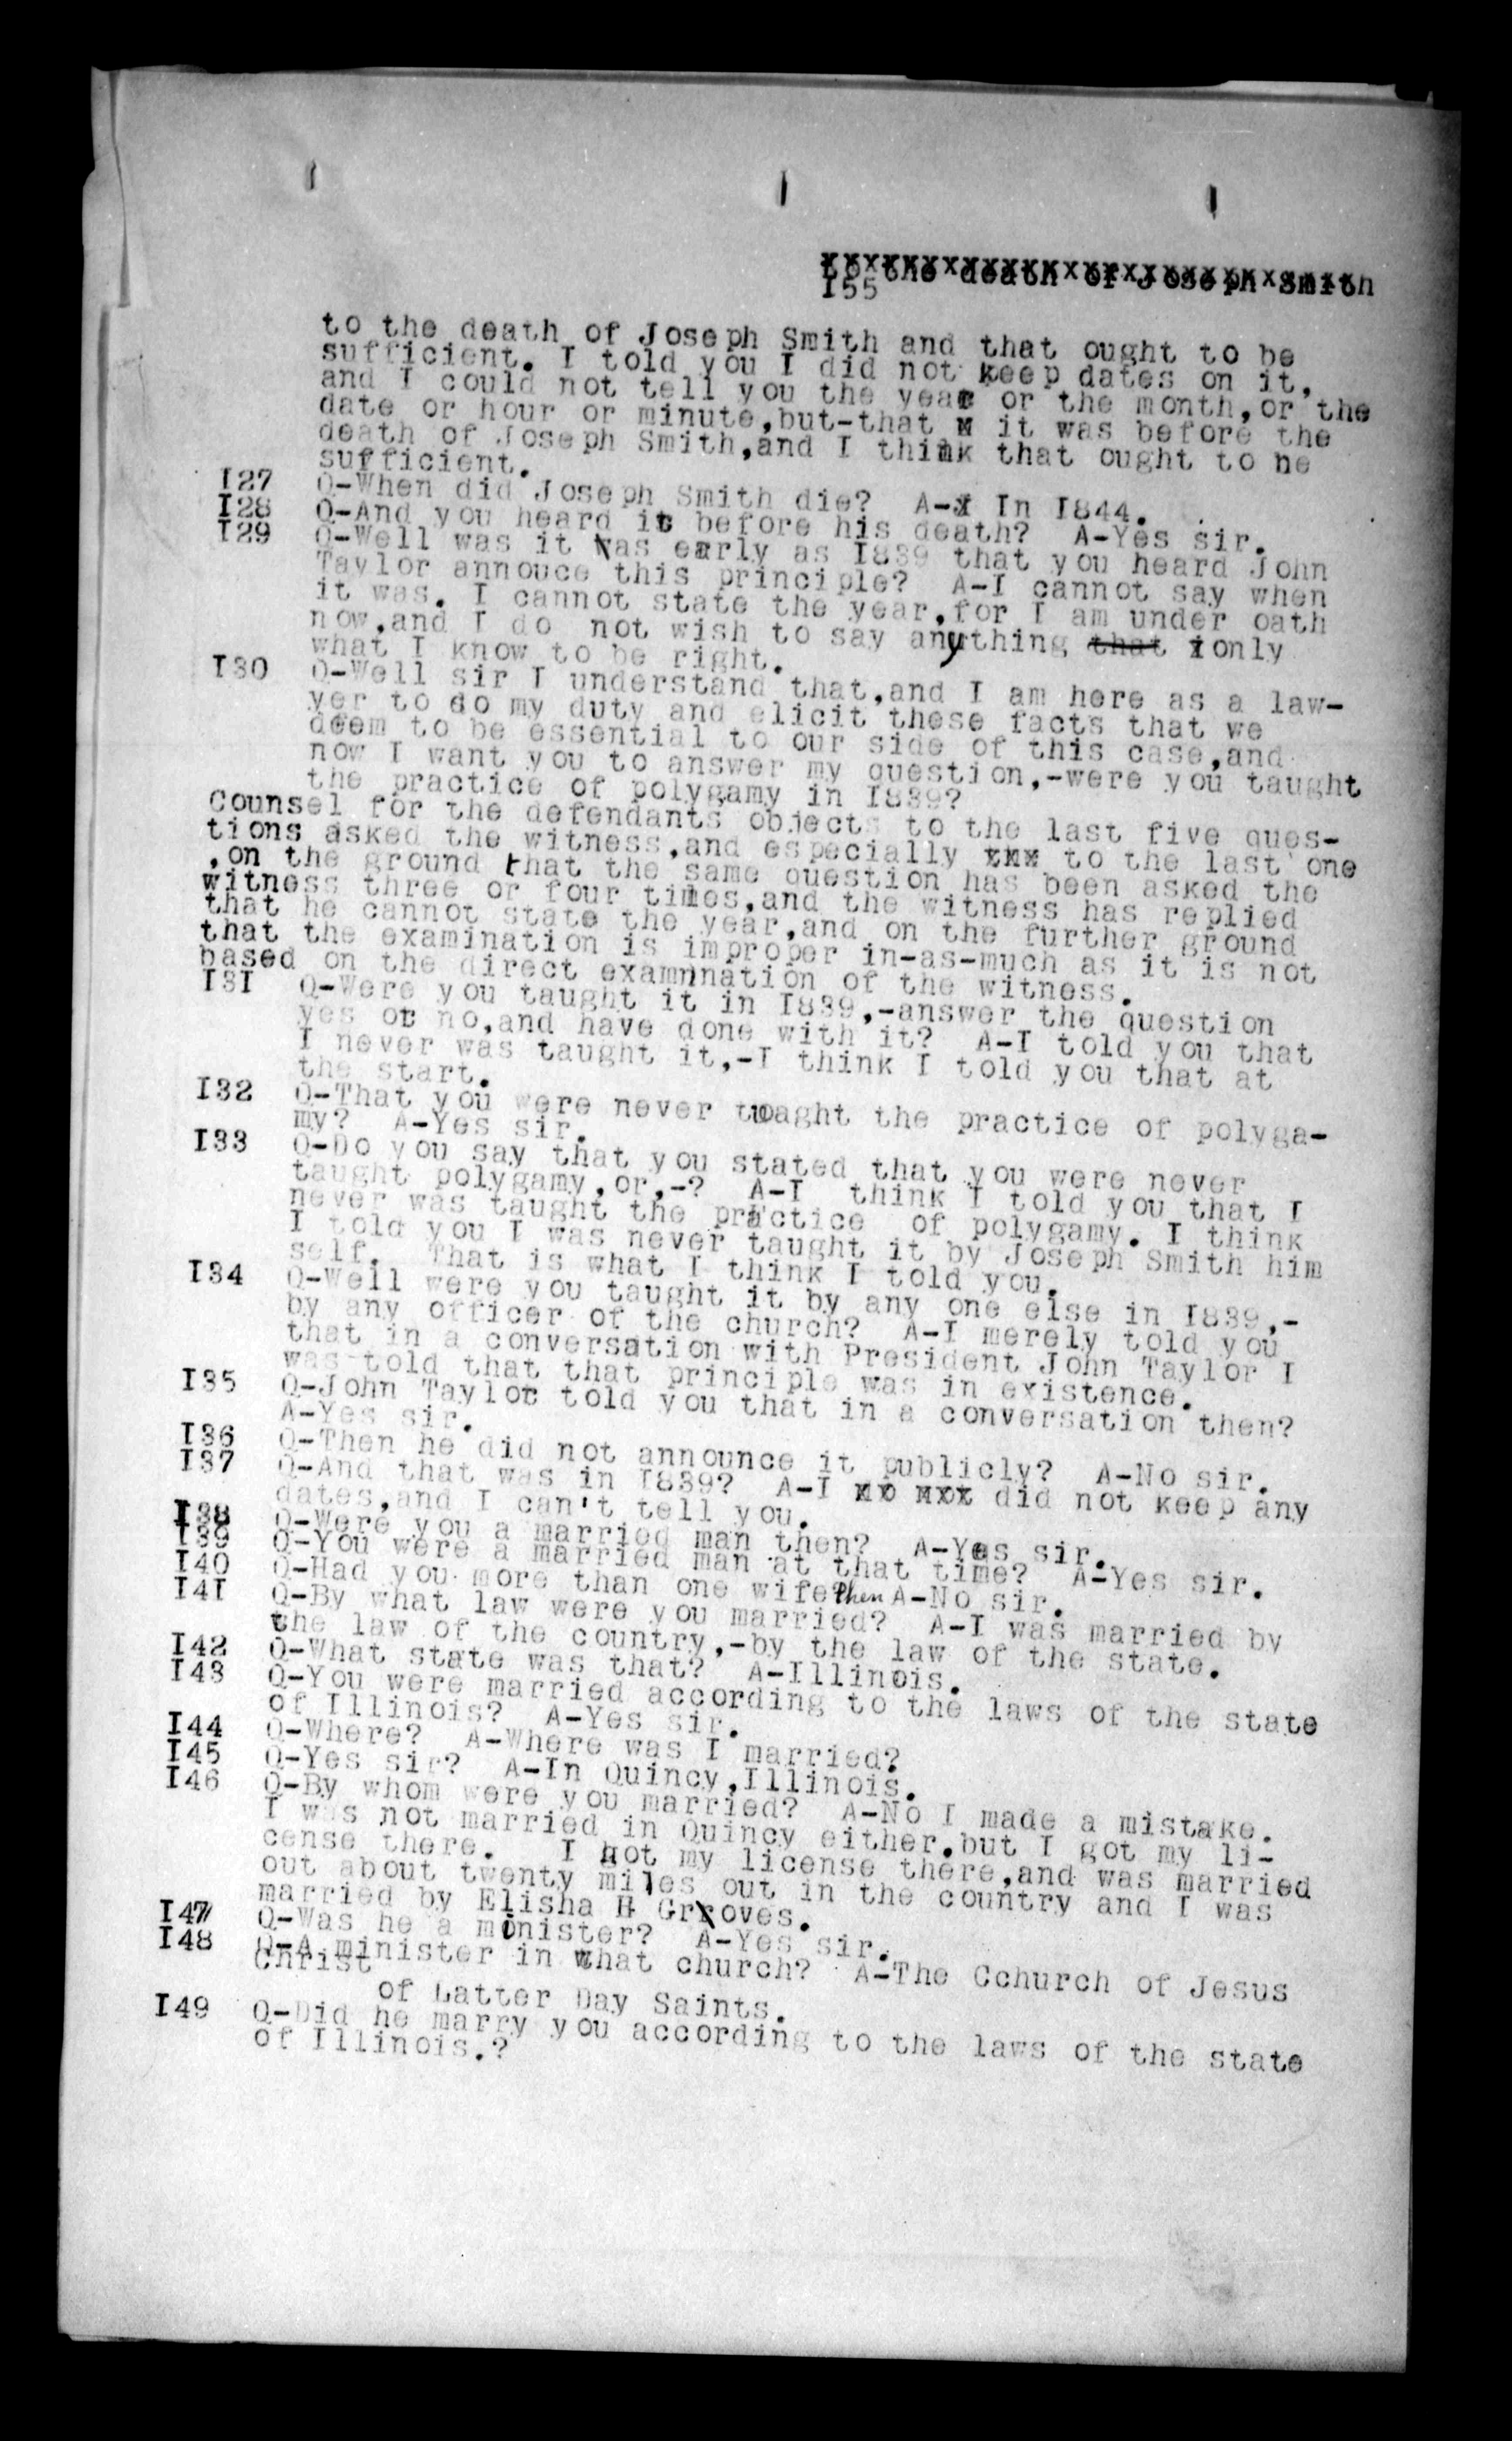 to the death of Joseph Smith
I55
to the death of Joseph Smith and that ought to be
sufficient. I told you I did not keep dates on it,
and I could not tell you the year or the month,or the
date or hour or minute,but-that it was before the
death of Joseph Smith,and I think that ought to be
sufficient.
I27 Q-When did Joseph Smith die? A- In I844.
I28 Q-And you heard it before his death? A-Yes sir.
I29 Q-Well was it as early as I839 that you heard John
Taylor annouce this principle? A-I cannot say when
it was. I cannot state the year,for I am under oath
now,and I do not wish to say anything that only
what I know to be right.
I30 Q-Well sir I understand that,and I am here as a law-
yer to do my duty and elicit these facts that we
deem to be essential to our side of this case,and
now I want you to answer my question,-were you taught
the practice of polygamy in I839?
Counsel for the defendants objects to the last five ques-
tions asked the witness,and especially to the last one
,on the ground that the same question has been asked the
witness three or four times,and the witness has replied
that he cannot state the year,and on the further ground
that the examination is improper in-as-much as it is not
based on the direct examnination of the witness.
I3I Q-Were you taught it in I839,-answer the question
yes or no,and have done with it? A-I told you that
I never was taught it,-I think I told you that at
the start.
I32 Q-That you were never tuaght the practice of polyga-
my? A-Yes sir.
I33 Q-Do you say that you stated that you were never
taught polygamy,or,-? A-I think I told you that I
never was taught the practice of polygamy. I think
I told you I was never taught it by Joseph Smith him
self. That is what I think I told you.
I34 Q-Well were you taught it by any one else in I839,-
by any officer of the church? A-I merely told you
that in a conversation with President John Taylor I
was told that that principle was in existence.
I35 Q-John Taylor told you that in a conversation then?
A-Yes sir.
I36 Q-Then he did not announce it publicly? A-No sir.
I37 Q-And that was in I839? A-I did not keep any
dates,and I can't tell you.
I38 Q-Were you a married man then? A-Yes sir.
I39 Q-You were a married man at that time? A-Yes sir.
I40 Q-Had you more than one wife then A-No sir.
I4I Q-By what law were you married? A-I was married by
the law of the country,-by the law of the state.
I42 Q-What state was that? A-Illinois.
I43 Q-You were married according to the laws of the state
of Illinois? A-Yes sir.
I44 Q-Where? A-Where was I married?
I45 Q-Yes sir? A-In Quincy,Illinois.
I46 Q-By whom were you married? A-No I made a mistake.
I was not married in Quincy either,but I got my li-
cense there. I got my license there,and was married
out about twenty miles out in the country and I was
married by Elisha H Groves.
I47 Q-Was he a minister? A-Yes sir.
I48 Q-A minister in what church? A-The Cchurch of Jesus
Christ
of Latter Day Saints.
I49 Q-Did he marry you according to the laws of the state
of Illinois.?